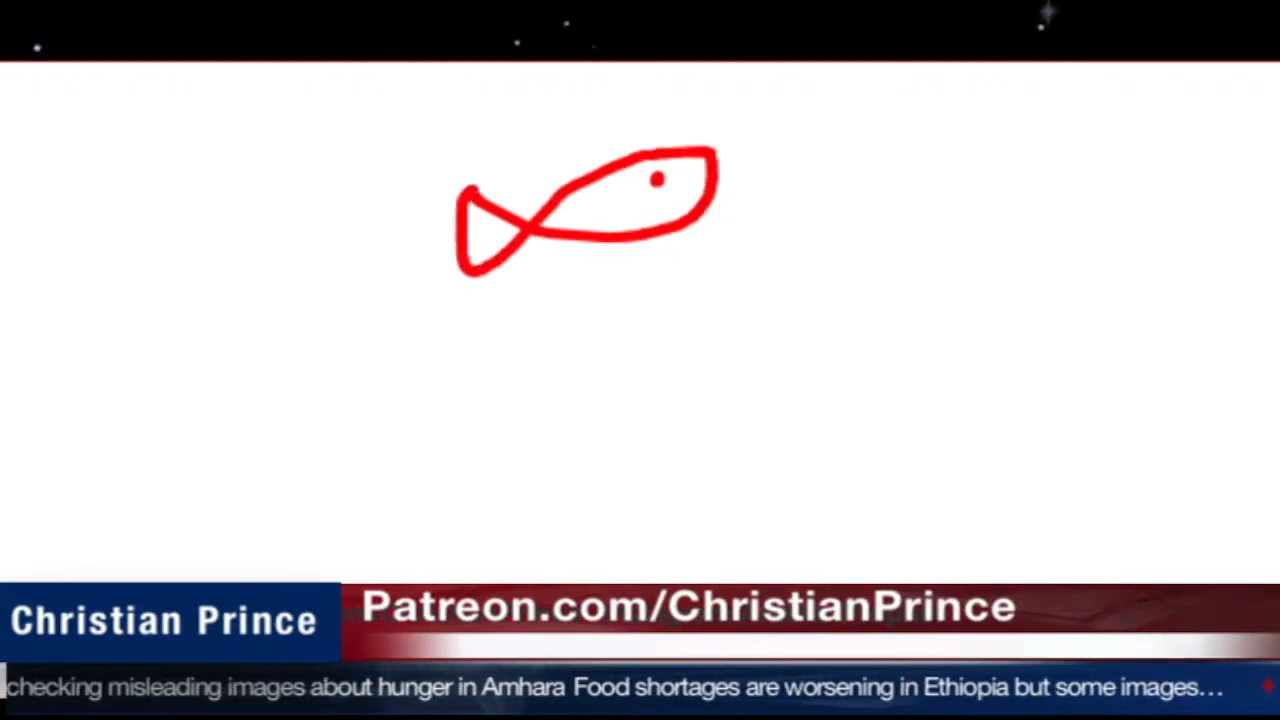 Patreon.com/ChristianPrince
Christian Prince
checking misleading images about hunger in Amhara Food shortages are worsening in Ethiopia but some images...